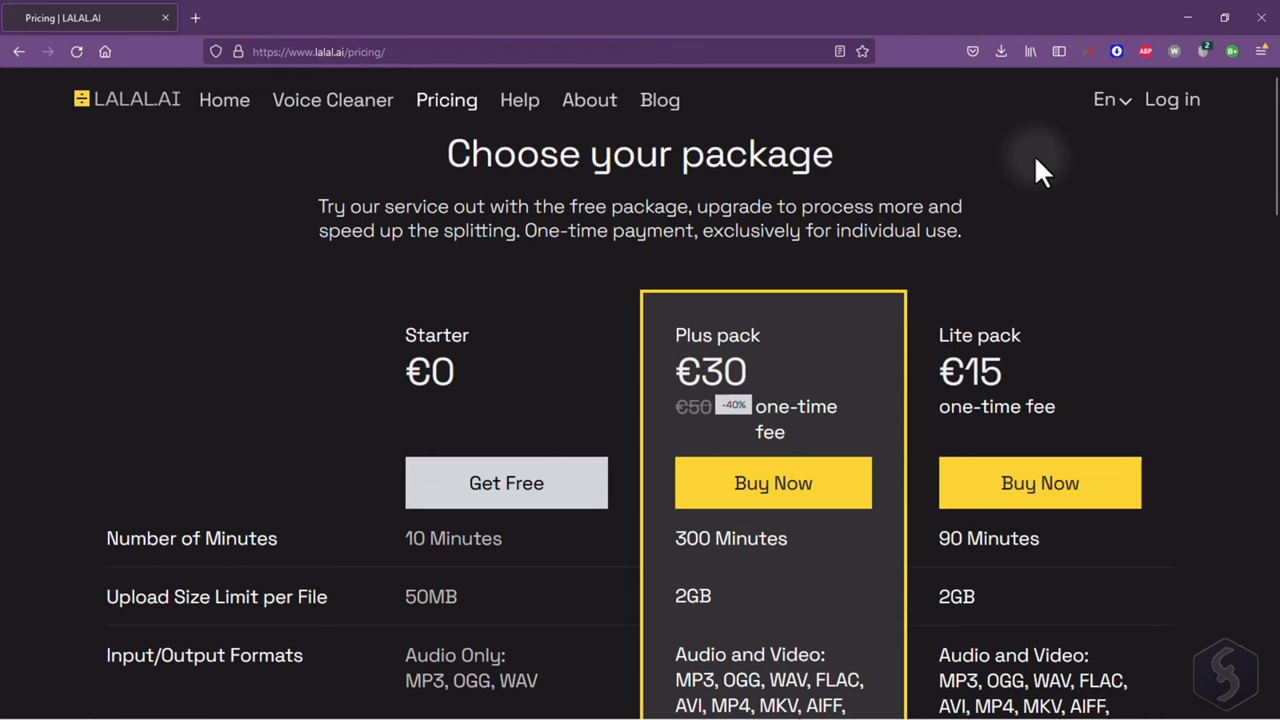 Pricing | LALAL.AI
https://www.lalal.ai/pricing/
ABP
W
2
B+
LALAL.AI Home Voice Cleaner Pricing Help About Blog En Log in
Choose your package
Try our service out with the free package, upgrade to process more and
speed up the splitting. One-time payment, exclusively for individual use.
Starter Plus pack Lite pack
€0 €30 €15
€50 -40% one-time one-time fee
fee
Get Free Buy Now Buy Now
Number of Minutes 10 Minutes 300 Minutes 90 Minutes
Upload Size Limit per File 50MB 2GB 2GB
Input/Output Formats Audio Only: Audio and Video: Audio and Video:
MP3, OGG, WAV MP3, OGG, WAV, FLAC, MP3, OGG, WAV, FLAC,
AVI, MP4, MKV, AIFF, AVI, MP4, MKV, AIFF,